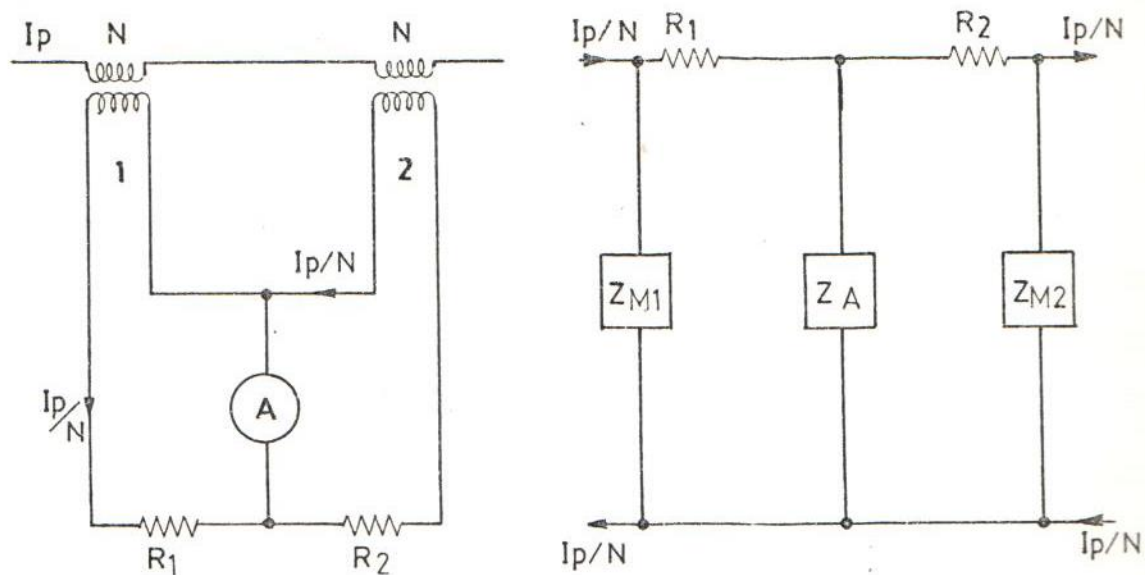 Ip N N
1 2
Ip/N
A
Ip/N
R1 R2
Ip/N R1 R2 Ip/N
ZM1 ZA ZM2
Ip/N Ip/N